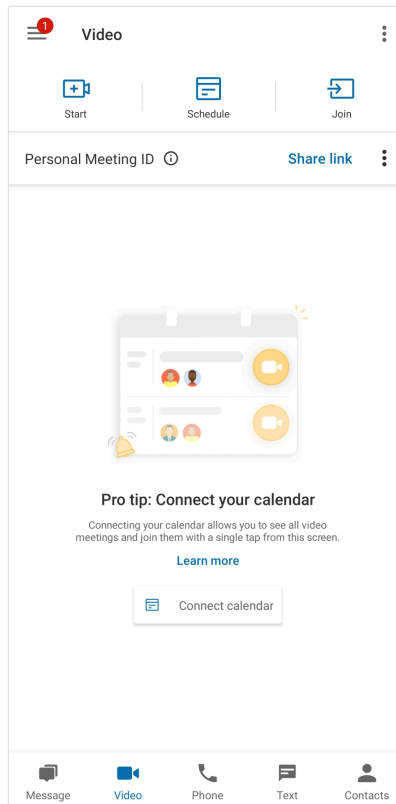 1
Video
Start
Schedule
Join
Personal Meeting ID
Share link
Pro tip: Connect your calendar
Connecting your calendar allows you to see all video
meetings and join them with a single tap from this screen.
Learn more
Connect calendar
Message
Video
Phone
Text
Contacts